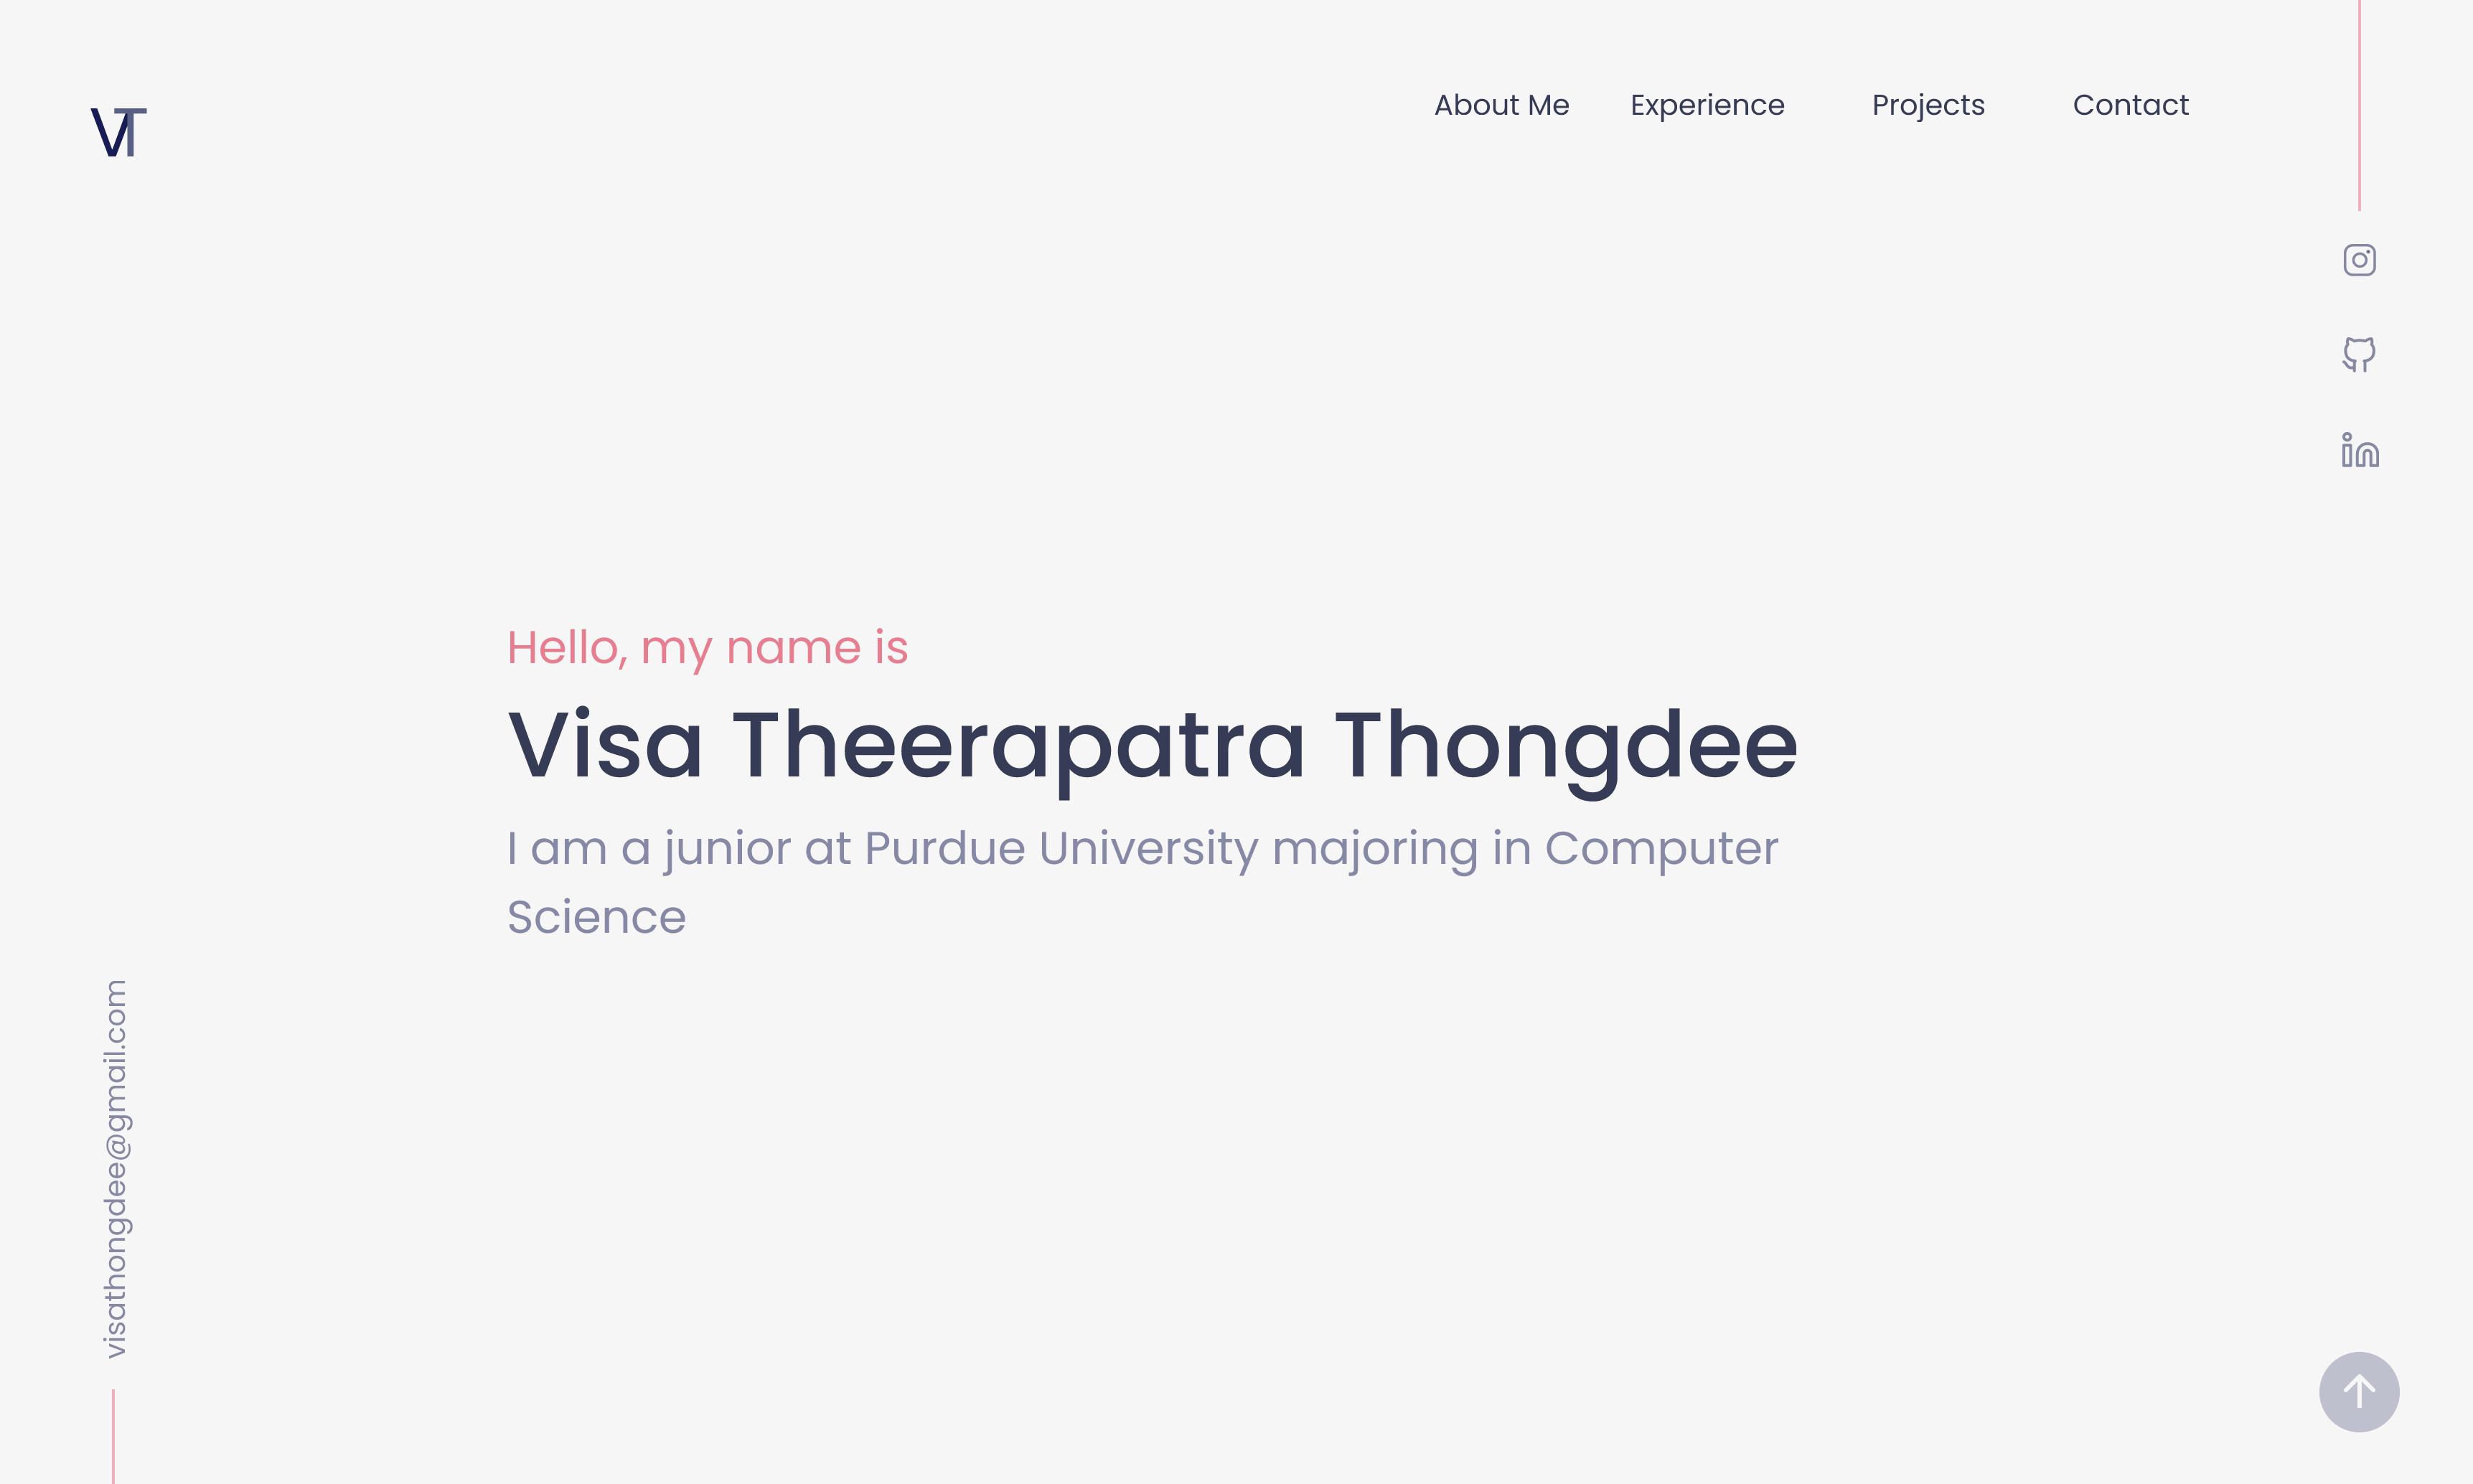 VT
About Me
Experience
Projects
Contact
Hello, my name is
Visa Theerapatra Thongdee
I am a junior at Purdue University majoring in Computer
Science
visathongdee@gmail.com